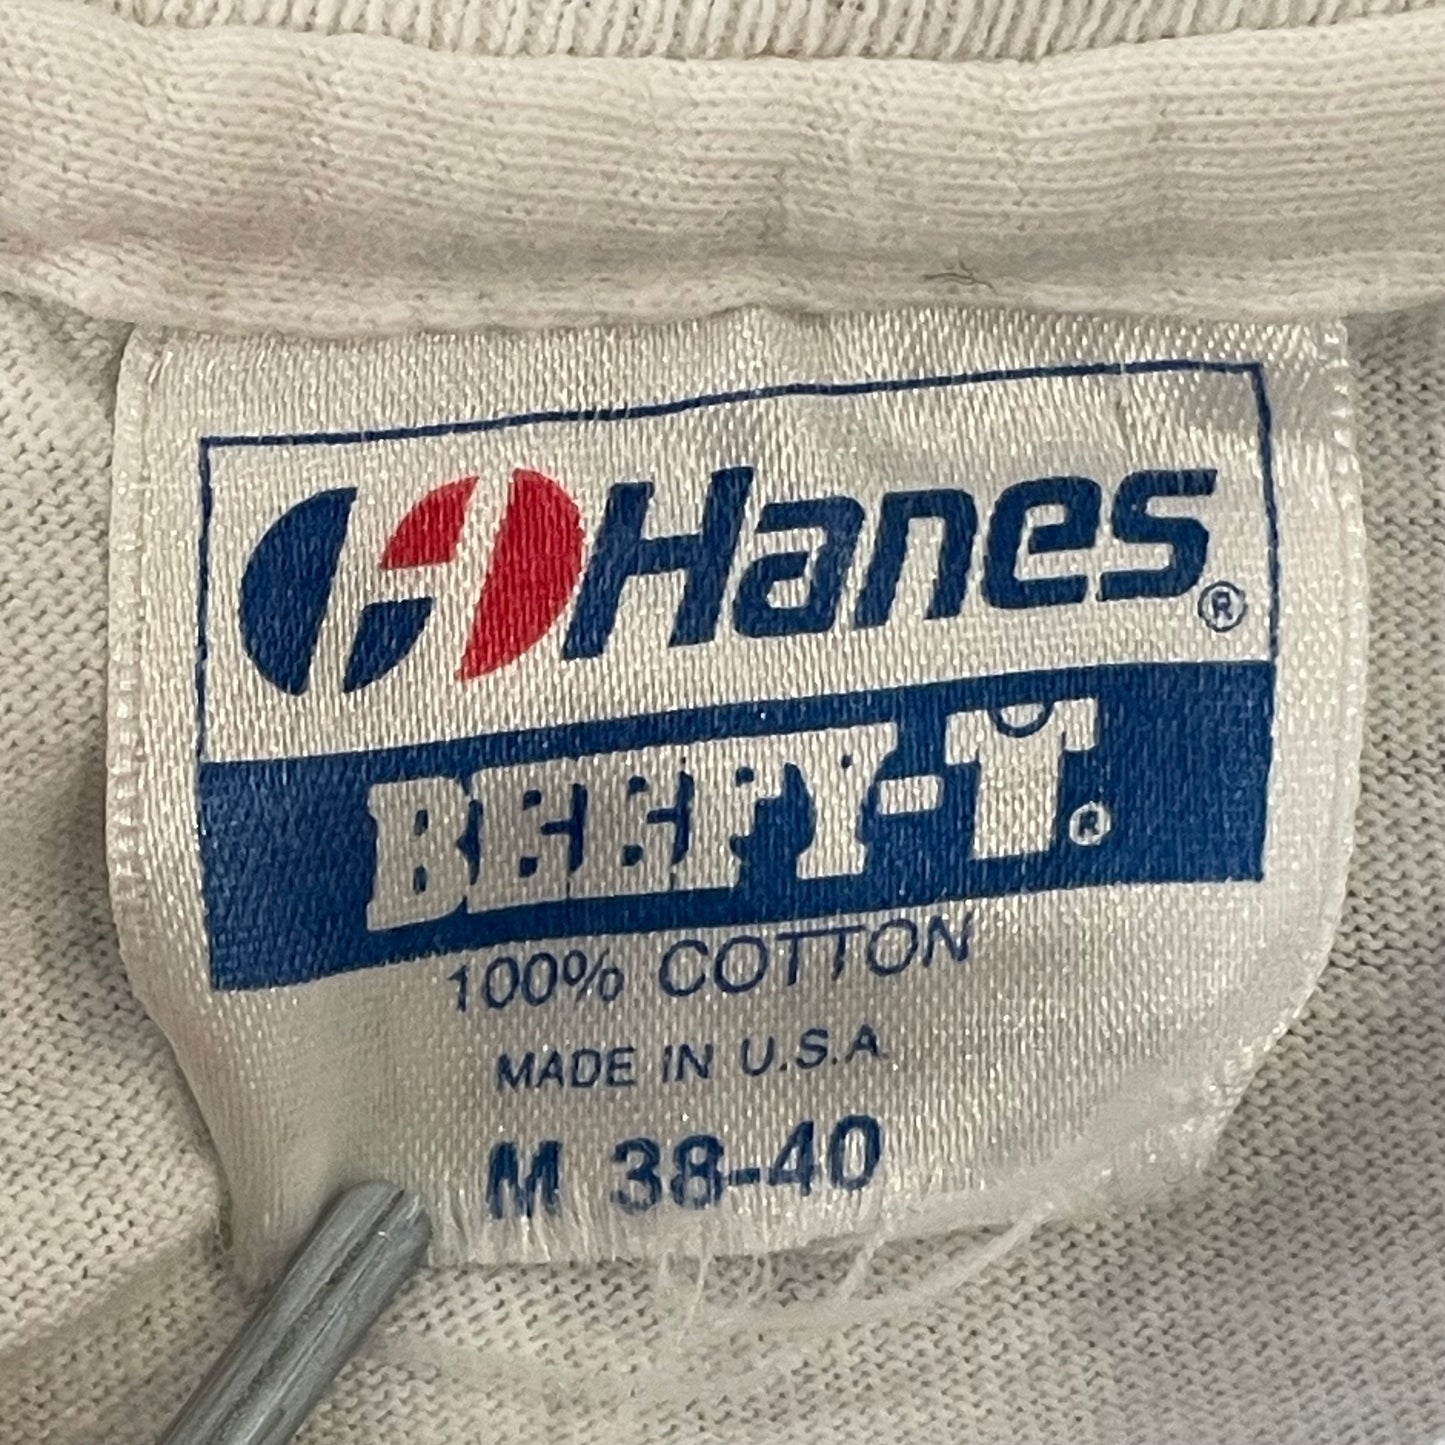 Hanes®
BEEFY-T®
100% COTTON
MADE IN U.S.A
M 38-40